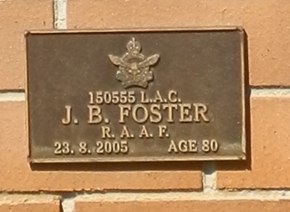 150555 L.A.C.
J. B. FOSTER
R. A. A. F.
23. 8. 2005 AGE 80